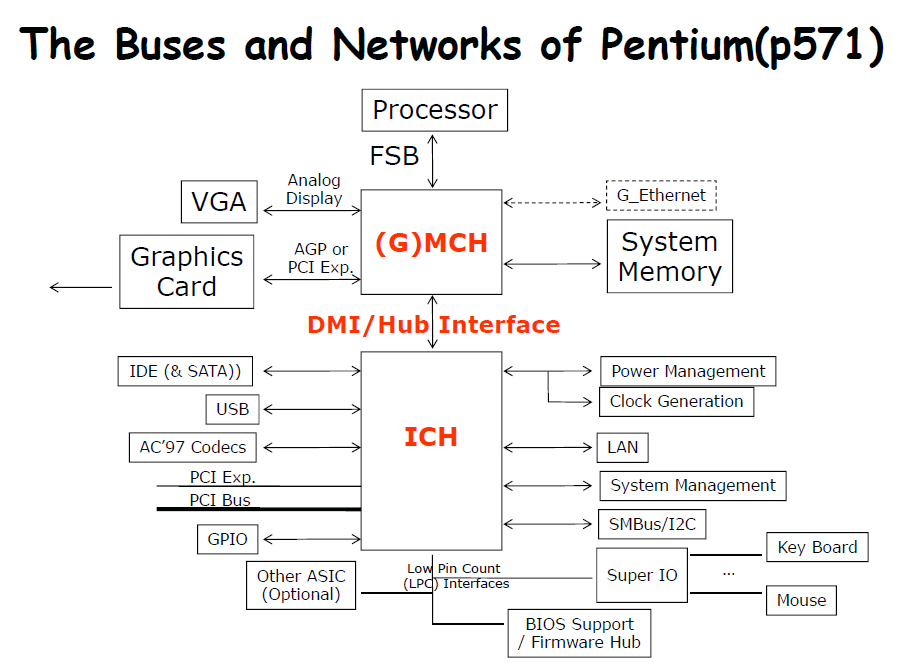 The Buses and Networks of Pentium(p571)
Processor
FSB
VGA
Analog
Display
G_Ethernet
(G)MCH
Graphics
Card
AGP or
PCI Exp.
System
Memory
DMI/Hub Interface
IDE (& SATA))
Power Management
USB
Clock Generation
ICH
AC'97 Codecs
LAN
PCI Exp.
System Management
PCI Bus
SMBus/I2C
GPIO
Key Board
Other ASIC
(Optional)
Low Pin Count
(LPC) Interfaces
Super IO
...
Mouse
BIOS Support
/ Firmware Hub